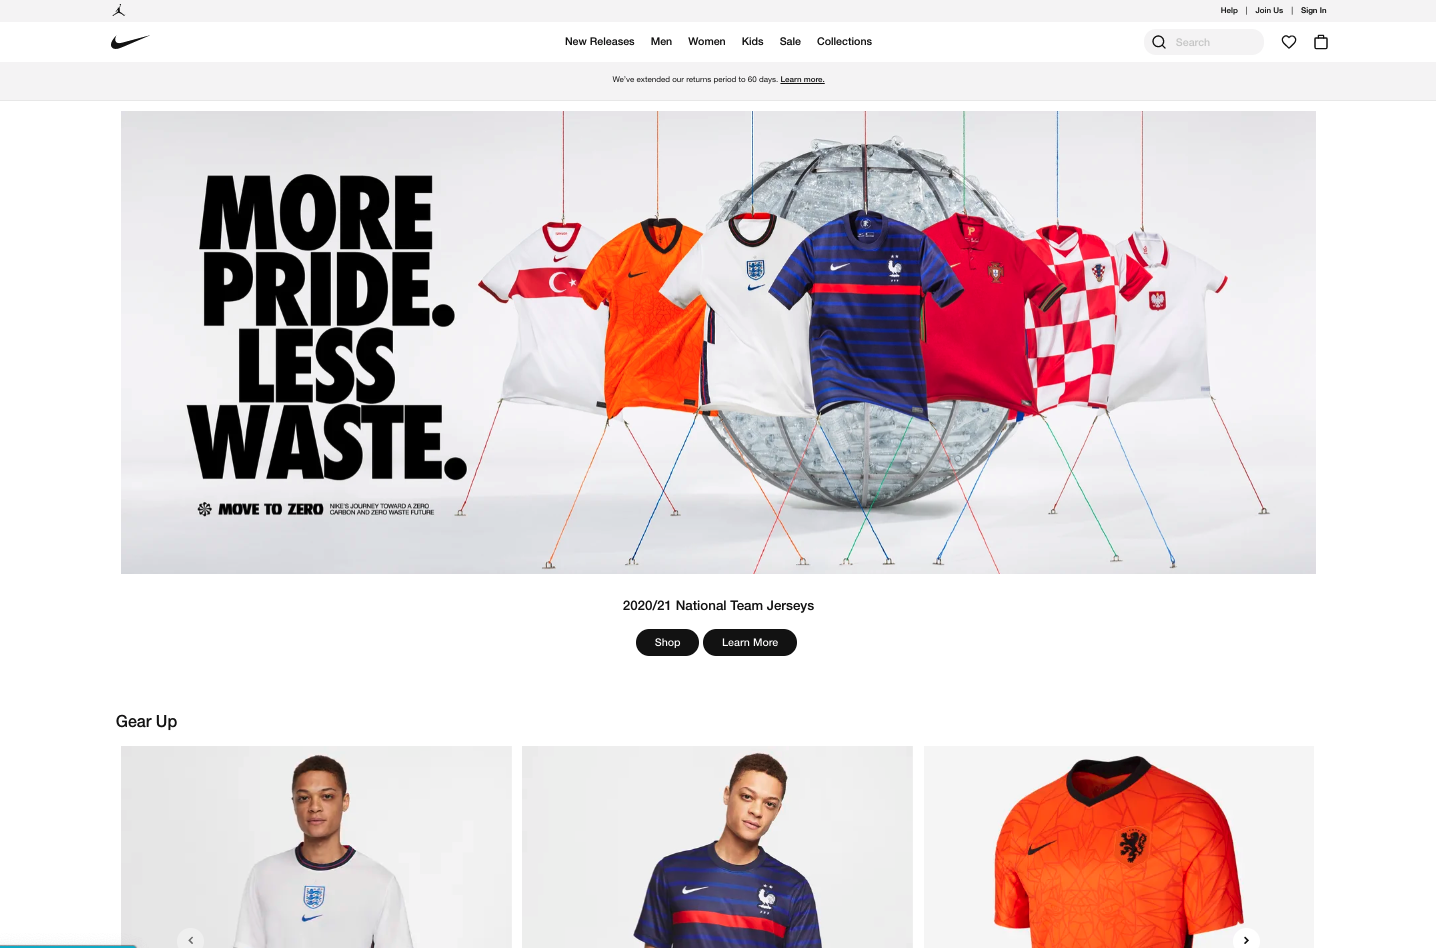 Help | Join Us | Sign In
New Releases Men Women Kids Sale Collections
Search
We've extended our returns period to 60 days. Learn more.
MORE
PRIDE.
LESS
WASTE.
MOVE TO ZERO
NIKE'S JOURNEY TOWARD A ZERO
CARBON AND ZERO WASTE FUTURE
2020/21 National Team Jerseys
Shop Learn More
Gear Up